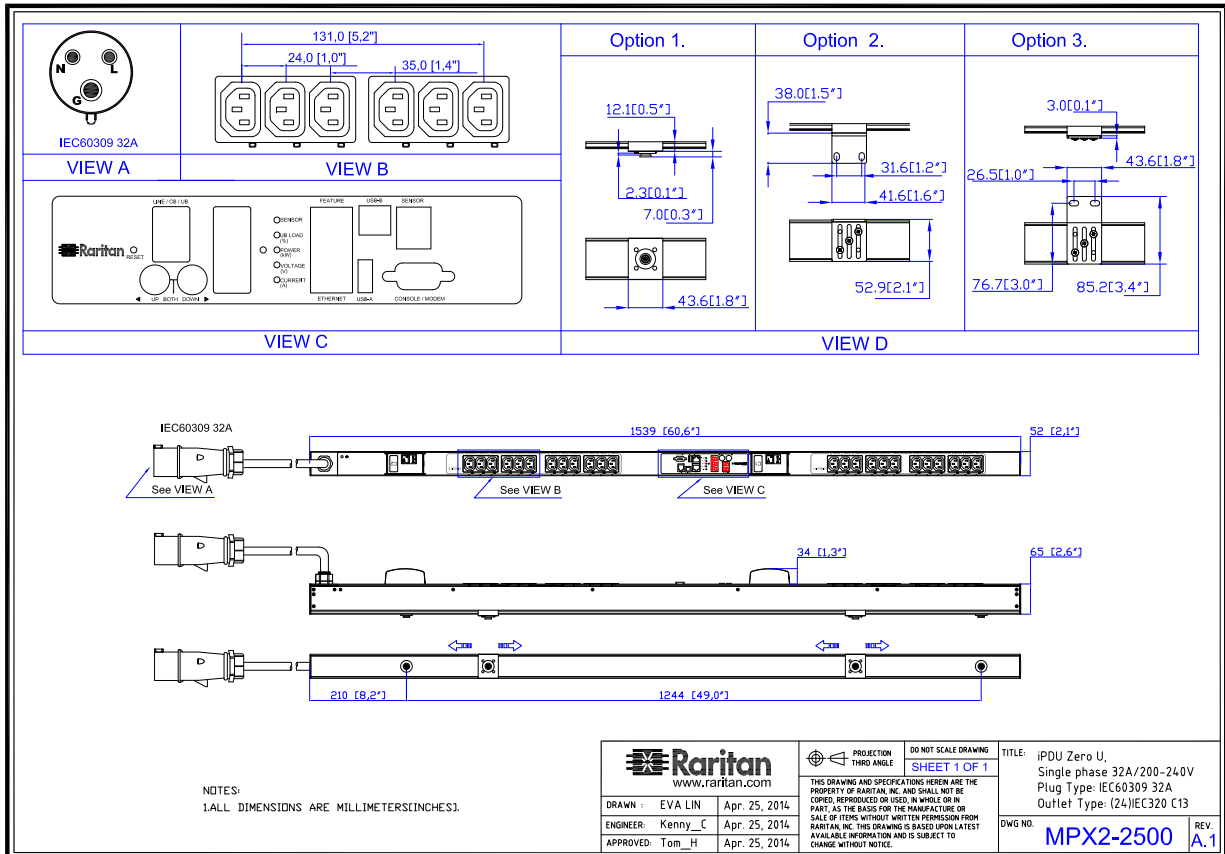 N
L
G
IEC60309 32A
VIEW A
131,0 [5,2"]
24,0 [1,0"]
35,0 [1,4"]
VIEW B
LINE / CB / UB
Raritan
RESET
UP BOTH DOWN
SENSOR
UB LOAD
(%)
POWER
(kW)
VOLTAGE
(V)
CURRENT
(A)
FEATURE
USB-B
SENSOR
ETHERNET
USB-A
CONSOLE / MODEM
VIEW C
Option 1.
12.1[0.5"]
2.3[0.1"]
7.0[0.3"]
43.6[1.8"]
Option 2.
38.0[1.5"]
31.6[1.2"]
41.6[1.6"]
52.9[2.1"]
Option 3.
3.0[0.1"]
43.6[1.8"]
26.5[1.0"]
76.7[3.0"]
85.2[3.4"]
VIEW D
IEC60309 32A
1539 [60,6"]
52 [2,1"]
See VIEW A
See VIEW B
See VIEW C
34 [1,3"]
65 [2,6"]
210 [8,2"]
1244 [49,0"]
NOTES:
1.ALL DIMENSIONS ARE MILLIMETERS[INCHES].
Raritan
www.raritan.com
DRAWN : EVA LIN Apr. 25, 2014
ENGINEER: Kenny_C Apr. 25, 2014
APPROVED: Tom_H Apr. 25, 2014
PROJECTION
THIRD ANGLE
DO NOT SCALE DRAWING
SHEET 1 OF 1
THIS DRAWING AND SPECIFICATIONS HEREIN ARE THE
PROPERTY OF RARITAN, INC. AND SHALL NOT BE
COPIED, REPRODUCED OR USED, IN WHOLE OR IN
PART, AS THE BASIS FOR THE MANUFACTURE OR
SALE OF ITEMS WITHOUT WRITTEN PERMISSION FROM
RARITAN, INC. THIS DRAWING IS BASED UPON LATEST
AVAILABLE INFORMATION AND IS SUBJECT TO
CHANGE WITHOUT NOTICE.
TITLE: iPDU Zero U,
Single phase 32A/200-240V
Plug Type: IEC60309 32A
Outlet Type: (24)IEC320 C13
DWG NO. MPX2-2500
REV. A.1